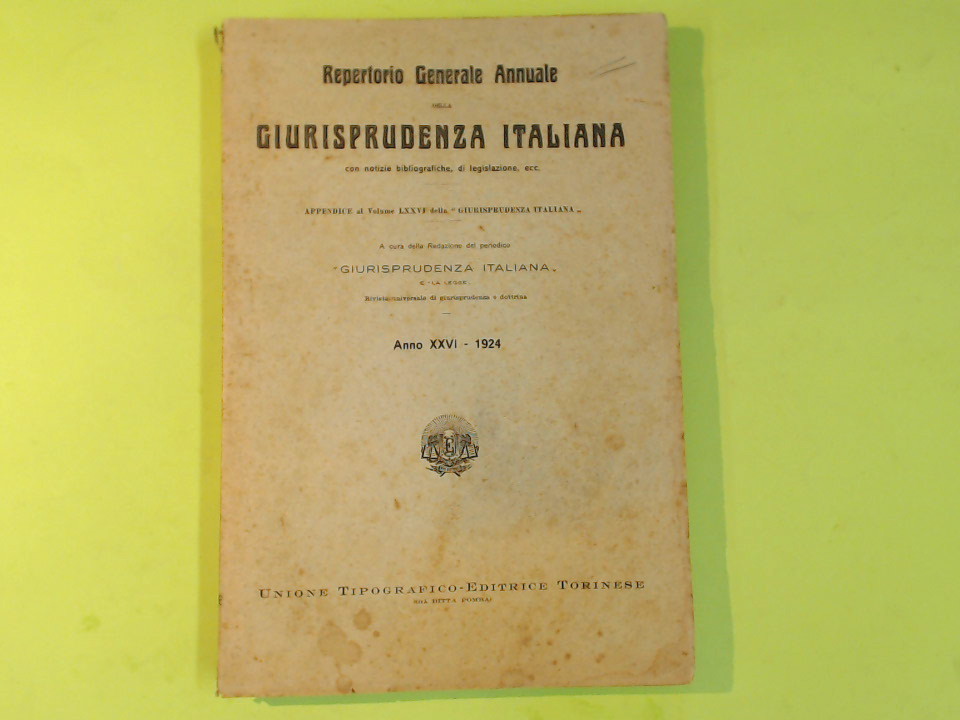 Repertorio Generale Annuale
DELLA
GIURISPRUDENZA ITALIANA
con notizie bibliografiche, di legislazione, ecc.
APPENDICE al Volume LXXVI della “ GIURISPRUDENZA ITALIANA „
A cura della Redazione del periodico
“GIURISPRUDENZA ITALIANA„
E “LA LEGGE„
Rivista universale di giurisprudenza e dottrina
Anno XXVI - 1924
UNIONE TIPOGRAFICO-EDITRICE TORINESE
(GIÀ DITTA POMBA)